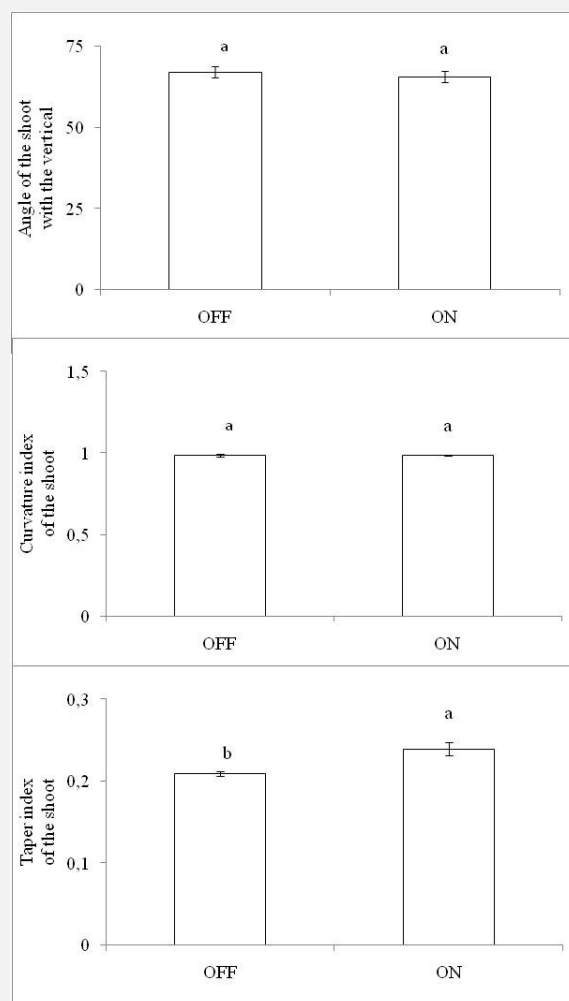 75
50
25
0
Angle of the shoot
with the vertical
a
a
OFF
ON
1,5
1
0,5
0
Curvature index
of the shoot
a
a
OFF
ON
0,3
0,2
0,1
0
Taper index
of the shoot
b
a
OFF
ON